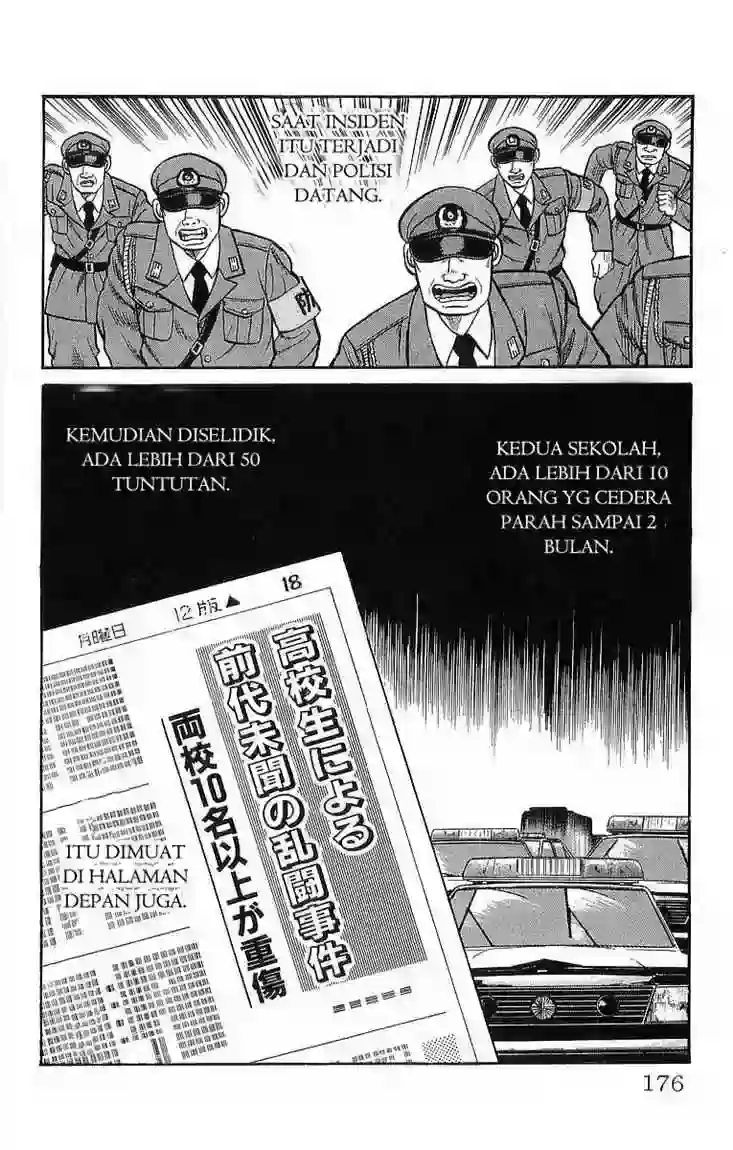 SAAT INSIDEN
ITU TERJADI
DAN POLISI
DATANG.
防
KEDUA SEKOLAH,
ADA LEBIH DARI 10
ORANG YG CEDERA
PARAH SAMPAI 2
BULAN.
KEMUDIAN DISELIDIK,
ADA LEBIH DARI 50
TUNTUTAN.
月曜日
12版▲
18
高校生による
前代未聞の乱闘事件
両校10名以上が重傷
ITU DIMUAT
DI HALAMAN
DEPAN JUGA.
176